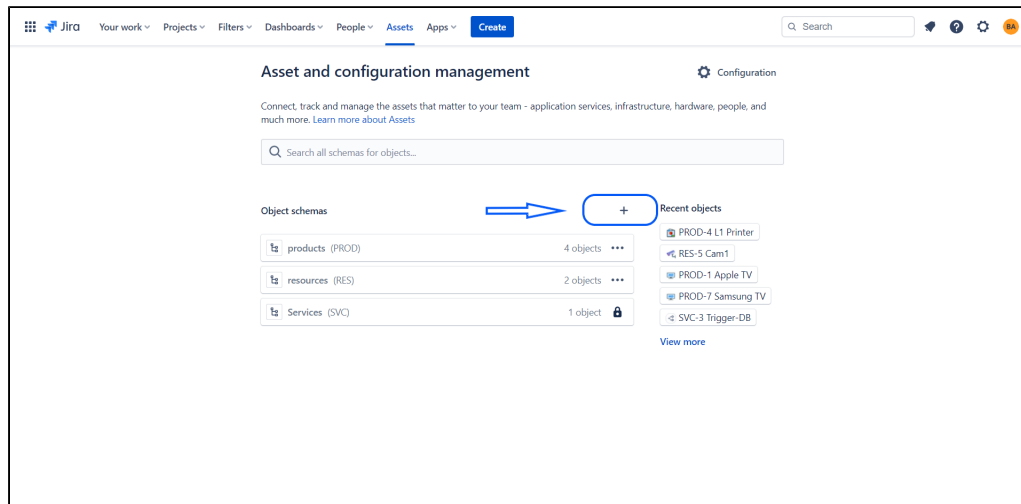 Jira Your work Projects Filters Dashboards People Assets Apps Create Search BA
Asset and configuration management Configuration
Connect, track and manage the assets that matter to your team - application services, infrastructure, hardware, people, and
much more. Learn more about Assets
Search all schemas for objects...
Object schemas + Recent objects
products (PROD) 4 objects
resources (RES) 2 objects
Services (SVC) 1 object
PROD-4 L1 Printer
RES-5 Cam1
PROD-1 Apple TV
PROD-7 Samsung TV
SVC-3 Trigger-DB
View more